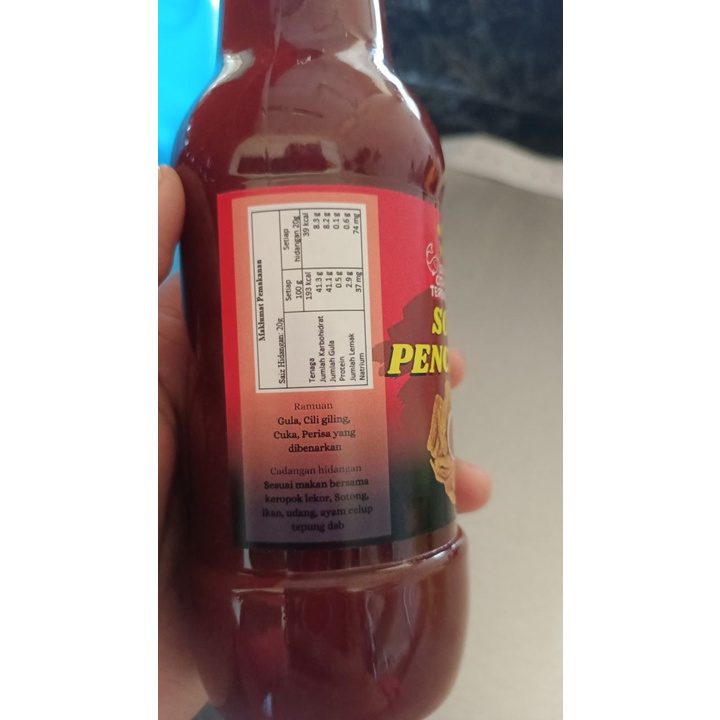 Maklumat Pemakanan
Saiz Hidangan: 20g
Setiap 100 g Setiap hidangan 20g
Tenaga 193 kcal 39 kcal
Jumlah Karbohidrat 41.3 g 8.3 g
Jumlah Gula 41.1 g 8.2 g
Protein 0.5 g 0.1 g
Jumlah Lemak 2.9 g 0.6 g
Natrium 37 mg 74 mg
Ramuan
Gula, Cili giling,
Cuka, Perisa yang
dibenarkan
Cadangan hidangan
Sesuai makan bersama
keropok lekor, Sotong,
ikan, udang, ayam celup
tepung dab